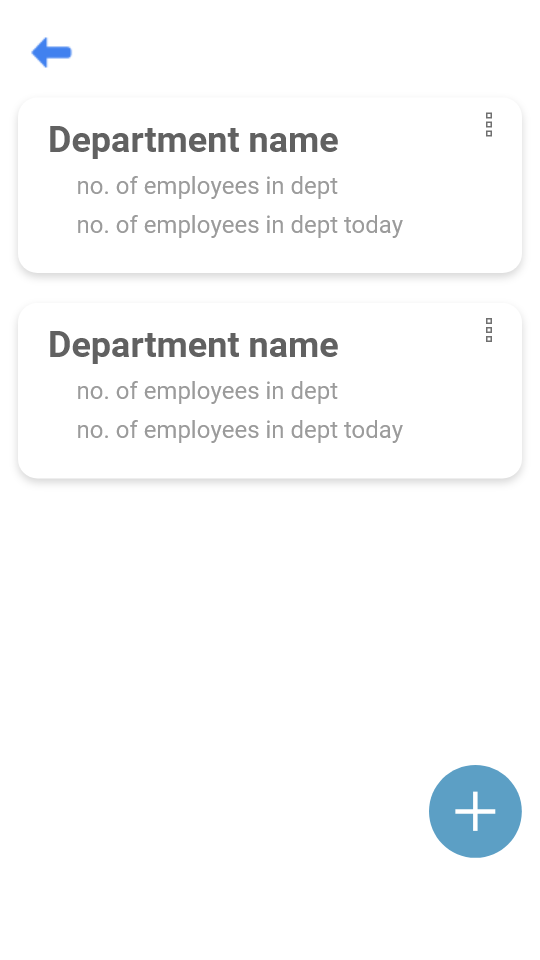 Department name
no. of employees in dept
no. of employees in dept today
Department name
no. of employees in dept
no. of employees in dept today